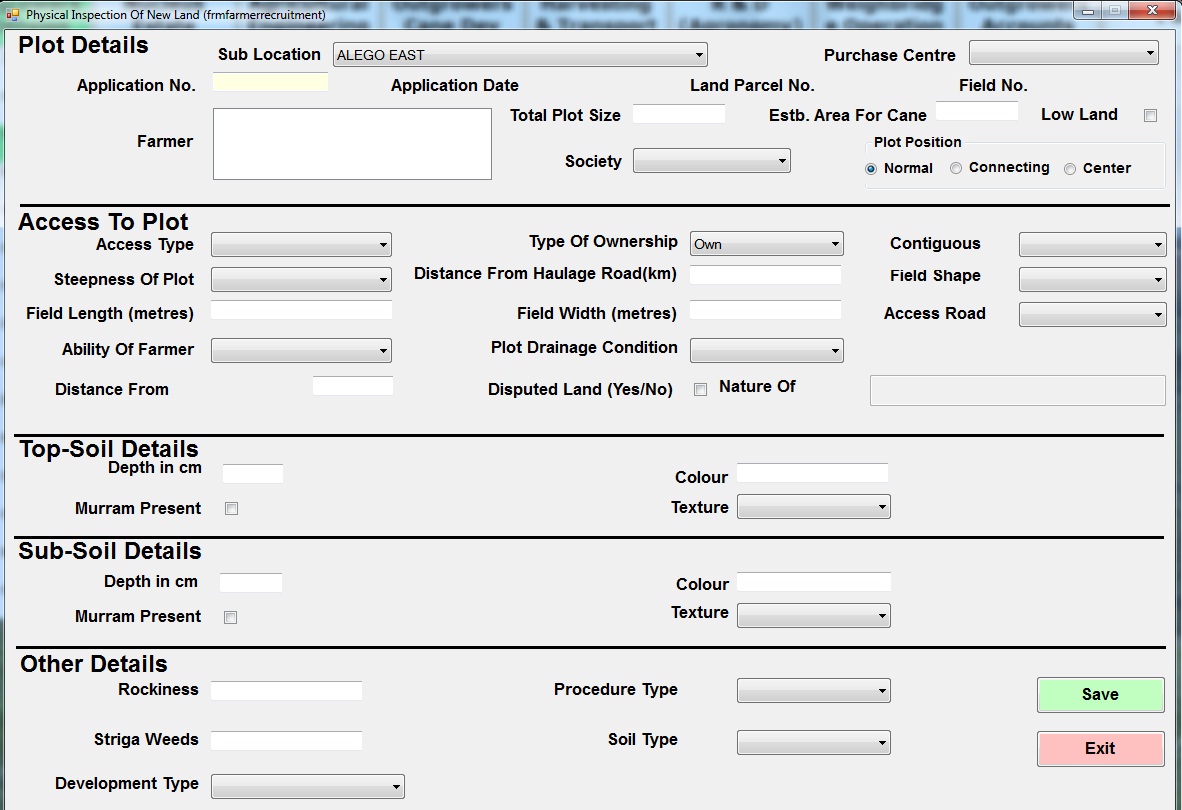 Physical Inspection Of New Land (frmfarmerrecruitment)
Plot Details
Sub Location ALEGO EAST Purchase Centre
Application No. Application Date Land Parcel No. Field No.
Total Plot Size Estb. Area For Cane Low Land
Farmer
Plot Position
Society
Normal Connecting Center
Access To Plot
Access Type Type Of Ownership Own Contiguous
Steepness Of Plot Distance From Haulage Road(km) Field Shape
Field Length (metres) Field Width (metres) Access Road
Ability Of Farmer Plot Drainage Condition
Distance From Disputed Land (Yes/No) Nature Of
Top-Soil Details
Depth in cm Colour
Murram Present Texture
Sub-Soil Details
Depth in cm Colour
Murram Present Texture
Other Details
Rockiness Procedure Type Save
Striga Weeds Soil Type Exit
Development Type